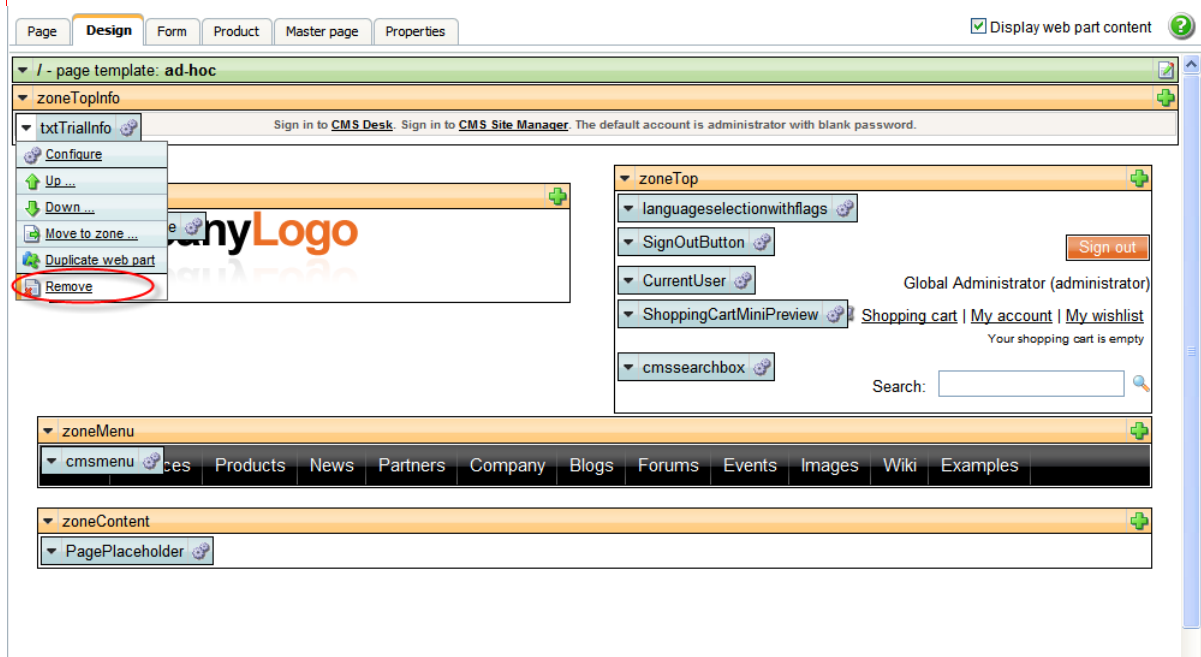 Page Design Form Product Master page Properties Display web part content
/ - page template: ad-hoc
zoneTopInfo
txtTrialInfo Sign in to CMS Desk. Sign in to CMS Site Manager. The default account is administrator with blank password.
Configure
Up ...
Down ...
Move to zone ...
Duplicate web part
Remove
e
nyLogo
zoneTop
languageselectionwithflags
SignOutButton Sign out
CurrentUser Global Administrator (administrator)
ShoppingCartMiniPreview Shopping cart | My account | My wishlist
Your shopping cart is empty
cmssearchbox
Search:
zoneMenu
cmsmenu ces Products News Partners Company Blogs Forums Events Images Wiki Examples
zoneContent
PagePlaceholder